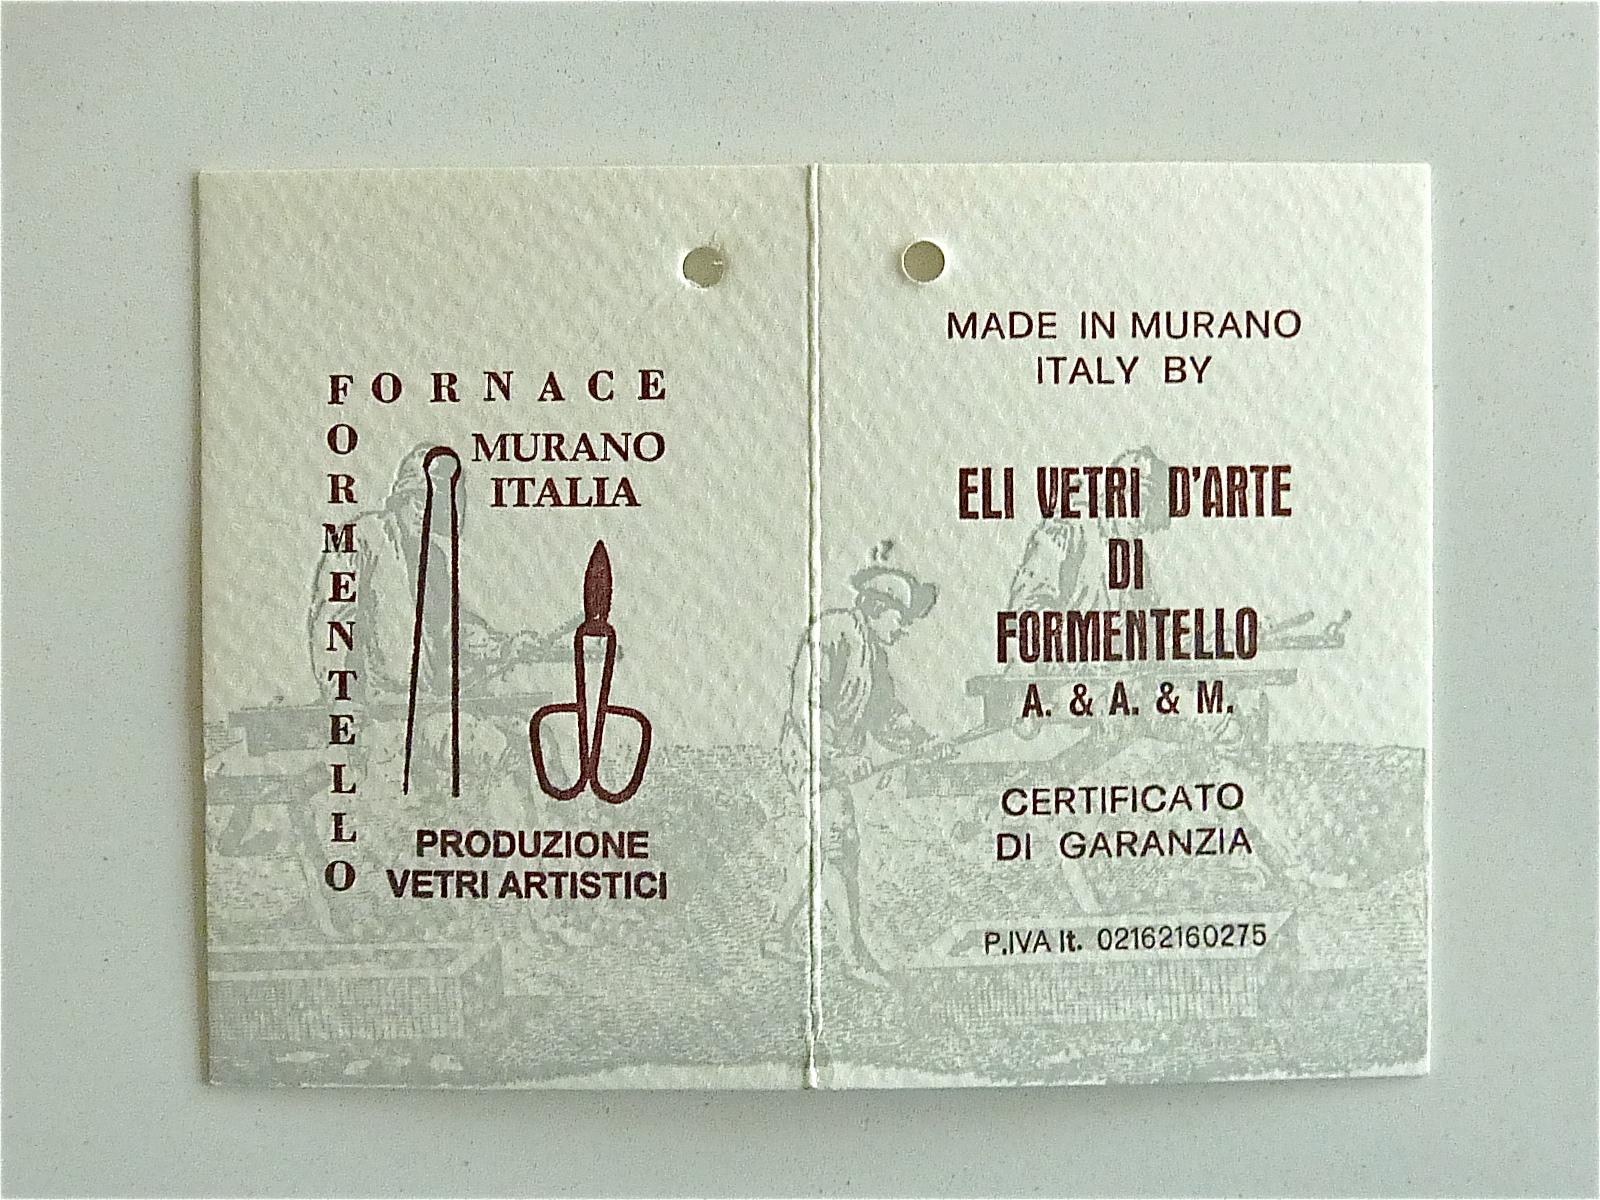 FORNACE
FORMENTELLO
MURANO
ITALIA
PRODUZIONE
VETRI ARTISTICI
MADE IN MURANO
ITALY BY
ELI VETRI D'ARTE
DI
FORMENTELLO
A. & A. & M.
CERTIFICATO
DI GARANZIA
P.IVA It. 02162160275